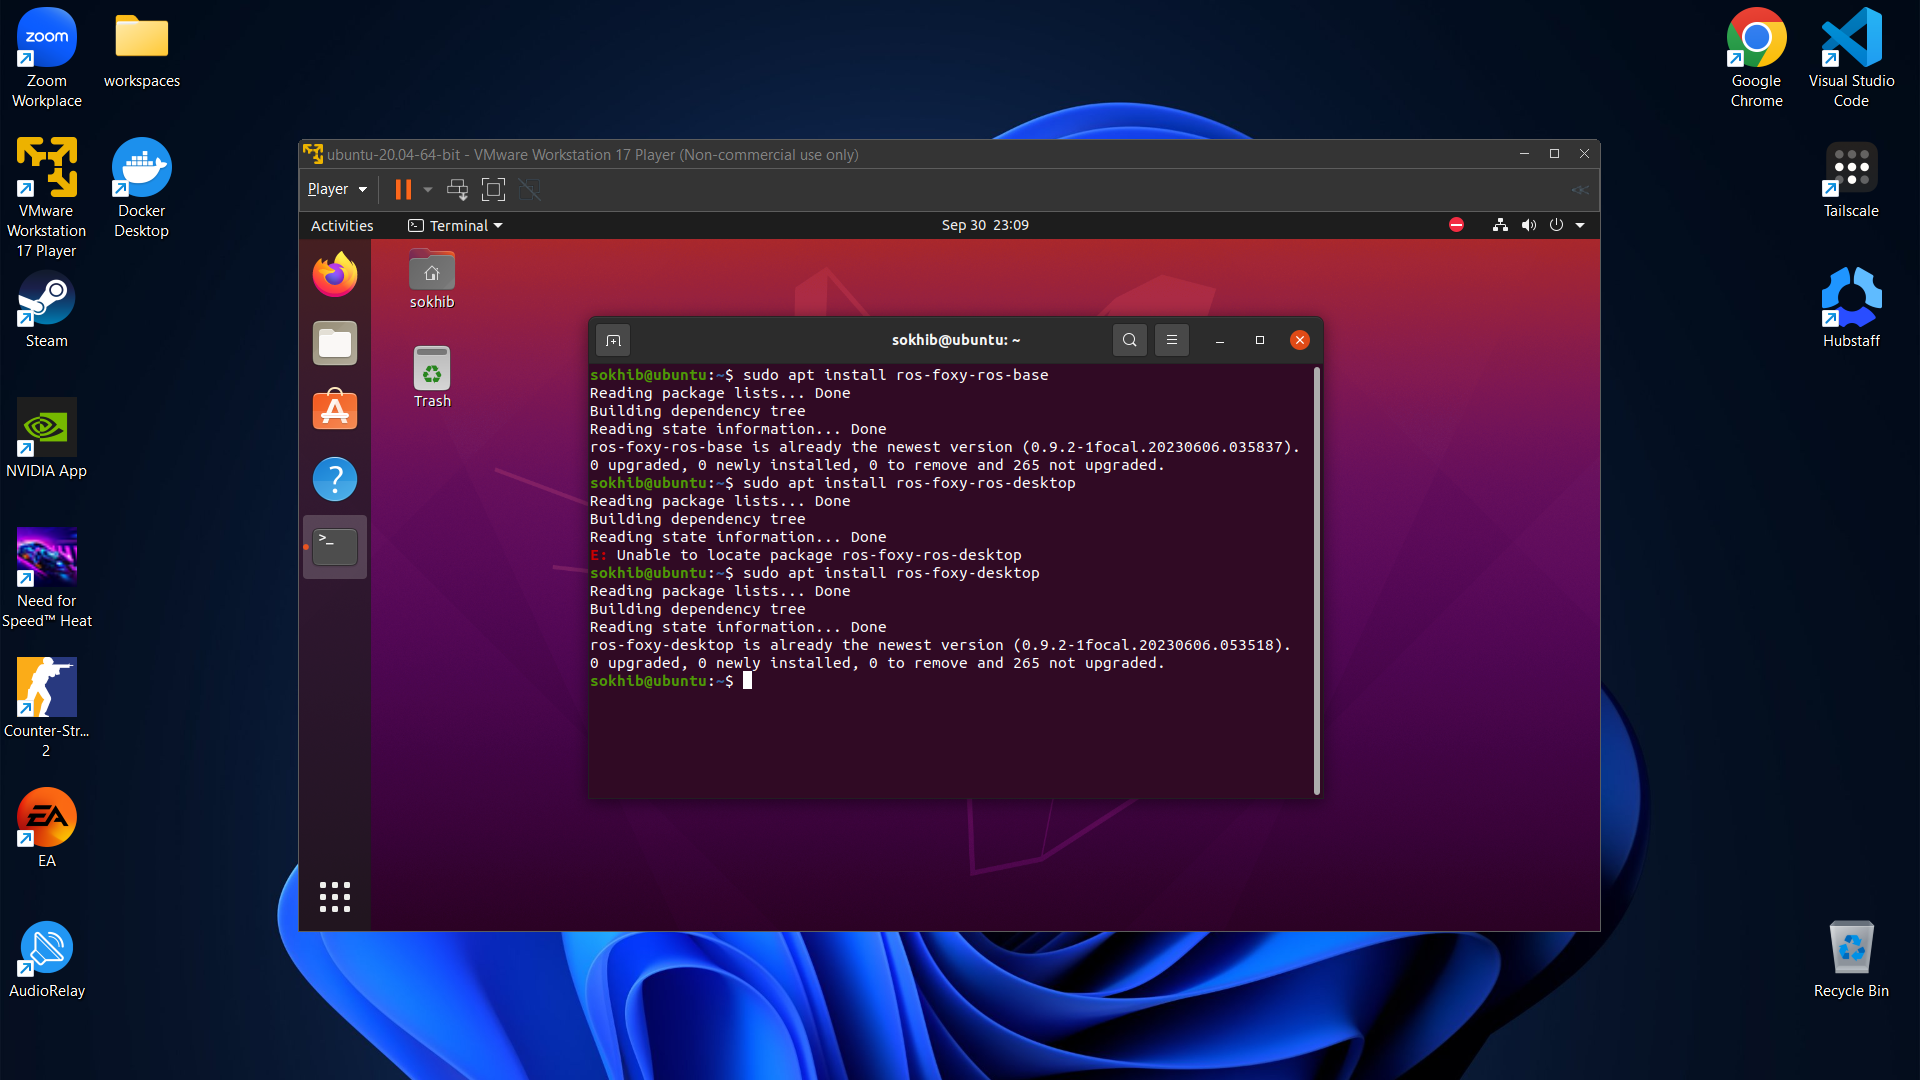 zoom
Zoom
Workplace
workspaces
VMware
Workstation
17 Player
Docker
Desktop
Steam
NVIDIA App
Need for
Speed™ Heat
Counter-Str...
2
EA
EA
AudioRelay
Google
Chrome
Visual Studio
Code
Tailscale
Hubstaff
Recycle Bin
ubuntu-20.04-64-bit - VMware Workstation 17 Player (Non-commercial use only)
Player
Activities
Terminal
Sep 30 23:09
sokhib
Trash
sokhib@ubuntu: ~
sokhib@ubuntu:~$ sudo apt install ros-foxy-ros-base
Reading package lists... Done
Building dependency tree
Reading state information... Done
ros-foxy-ros-base is already the newest version (0.9.2-1focal.20230606.035837).
0 upgraded, 0 newly installed, 0 to remove and 265 not upgraded.
sokhib@ubuntu:~$ sudo apt install ros-foxy-ros-desktop
Reading package lists... Done
Building dependency tree
Reading state information... Done
E: Unable to locate package ros-foxy-ros-desktop
sokhib@ubuntu:~$ sudo apt install ros-foxy-desktop
Reading package lists... Done
Building dependency tree
Reading state information... Done
ros-foxy-desktop is already the newest version (0.9.2-1focal.20230606.053518).
0 upgraded, 0 newly installed, 0 to remove and 265 not upgraded.
sokhib@ubuntu:~$